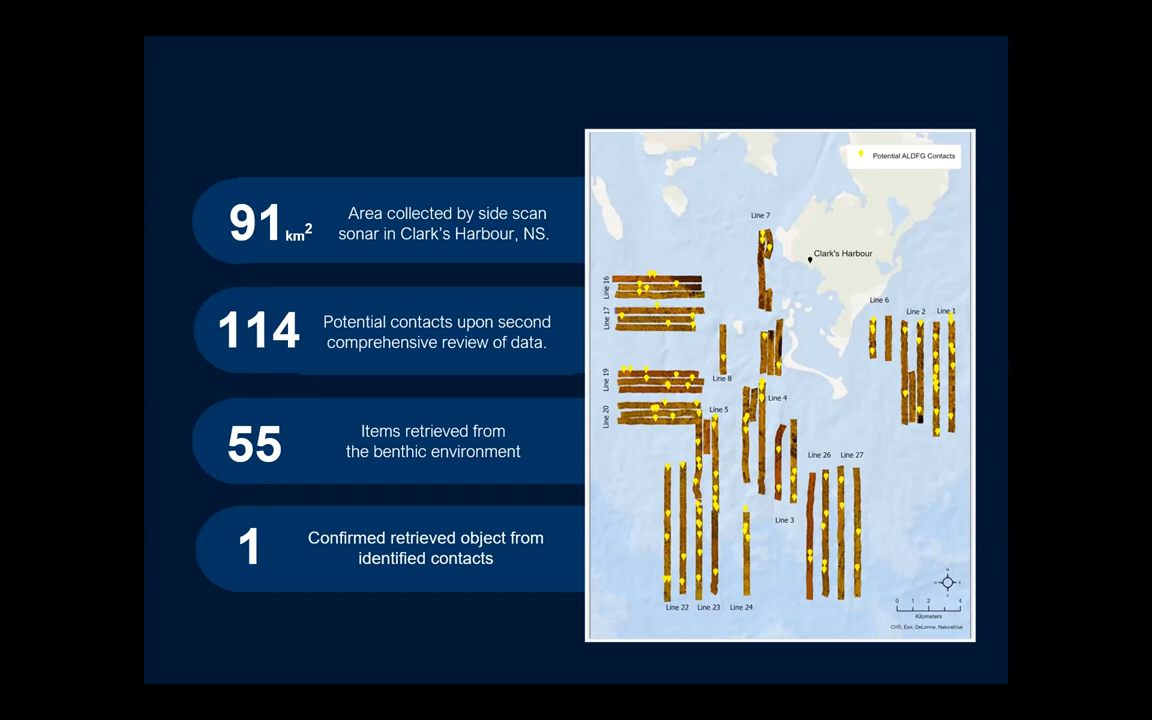 91 km²
Area collected by side scan
sonar in Clark's Harbour, NS.
114
Potential contacts upon second
comprehensive review of data.
55
Items retrieved from
the benthic environment
1
Confirmed retrieved object from
identified contacts
Potential ALDFG Contacts
Line 7
Clark's Harbour
Line 16
Line 17
Line 6
Line 2
Line 1
Line 19
Line 8
Line 20
Line 4
Line 5
Line 26
Line 27
Line 3
Line 22
Line 23
Line 24
N
W
E
S
0 1 2 4
Kilometers
CHS, Esri, DeLorme, NaturalVue